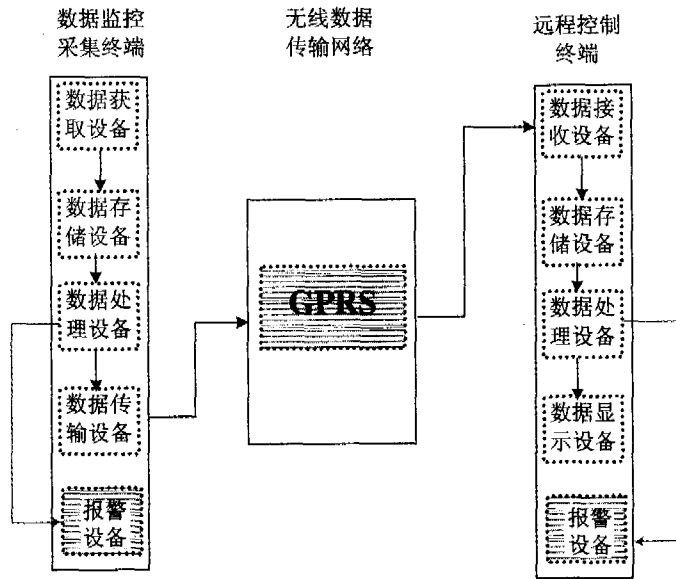 数据监控
采集终端
无线数据
传输网络
远程控制
终端
数据获
取设备
数据存
储设备
数据处
理设备
数据传
输设备
报警
设备
GPRS
数据接
收设备
数据存
储设备
数据处
理设备
数据显
示设备
报警
设备